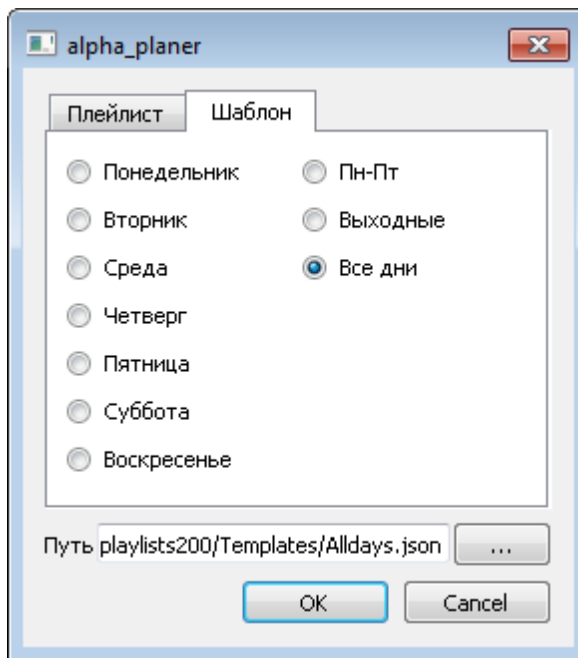 alpha_planer
Плейлист Шаблон
Понедельник Пн-Пт
Вторник Выходные
Среда Все дни
Четверг
Пятница
Суббота
Воскресенье
Путь playlists200/Templates/Alldays.json ...
OK Cancel